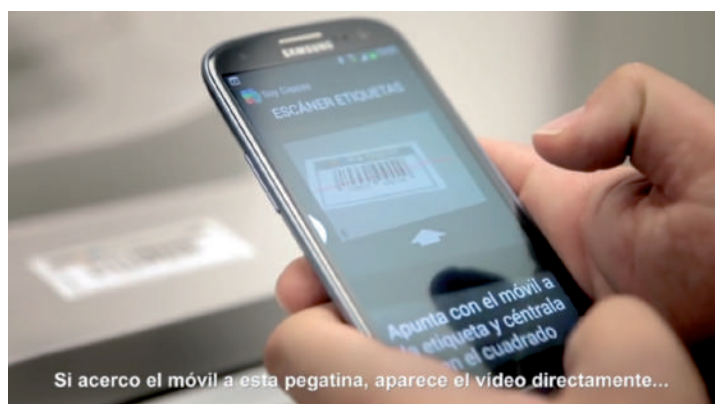 SAMSUNG
Soy Cappaz
ESCÁNER ETIQUETAS
Apunta con el móvil a
la etiqueta y céntrala
en el cuadrado
Si acerco el móvil a esta pegatina, aparece el vídeo directamente...